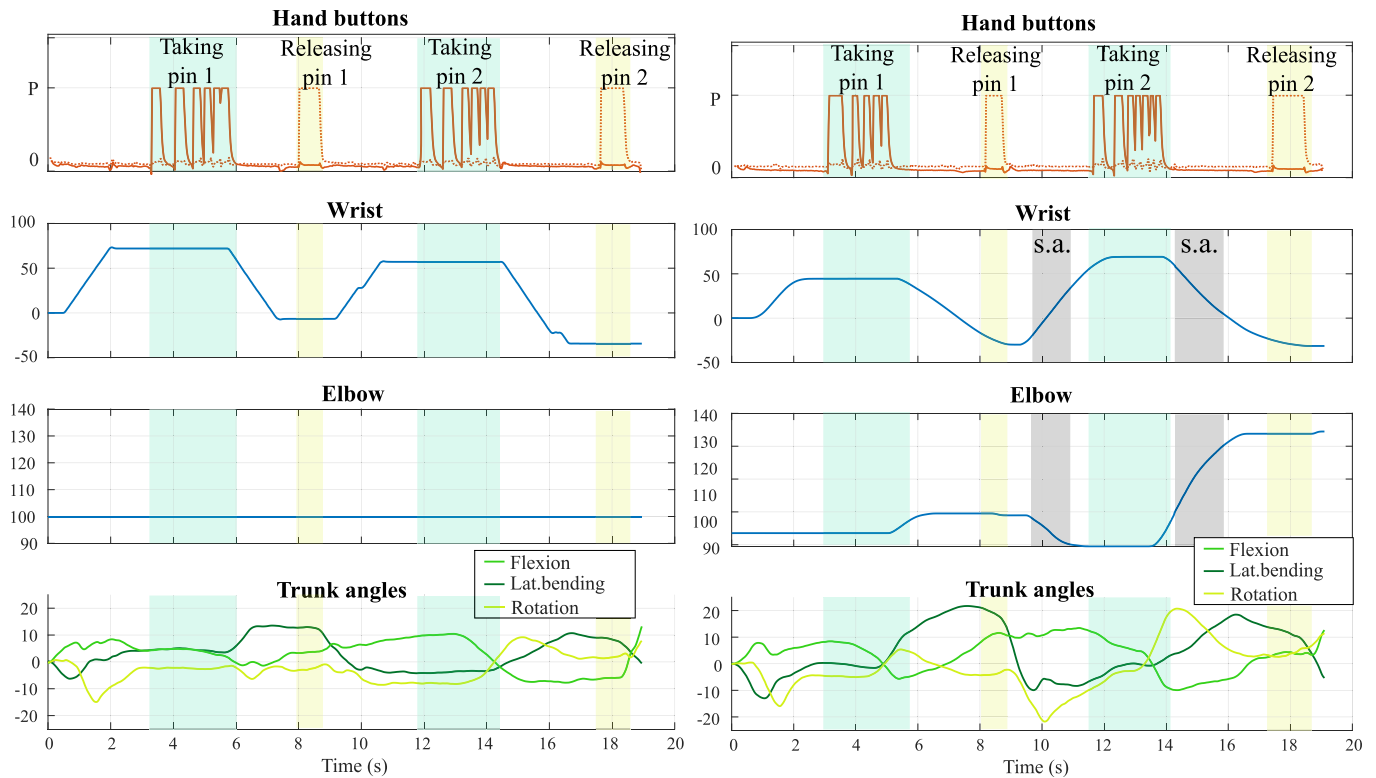 Hand buttons
Taking pin 1
Releasing pin 1
Taking pin 2
Releasing pin 2
P
0
Wrist
100
50
0
-50
Elbow
140
130
120
110
100
90
Flexion
Lat.bending
Rotation
Trunk angles
20
10
0
-10
-20
0 2 4 6 8 10 12 14 16 18 20
Time (s)
Hand buttons
Taking pin 1
Releasing pin 1
Taking pin 2
Releasing pin 2
P
0
Wrist
s.a. s.a.
100
50
0
-50
Elbow
140
130
120
110
100
90
Flexion
Lat.bending
Rotation
Trunk angles
20
10
0
-10
-20
0 2 4 6 8 10 12 14 16 18 20
Time (s)